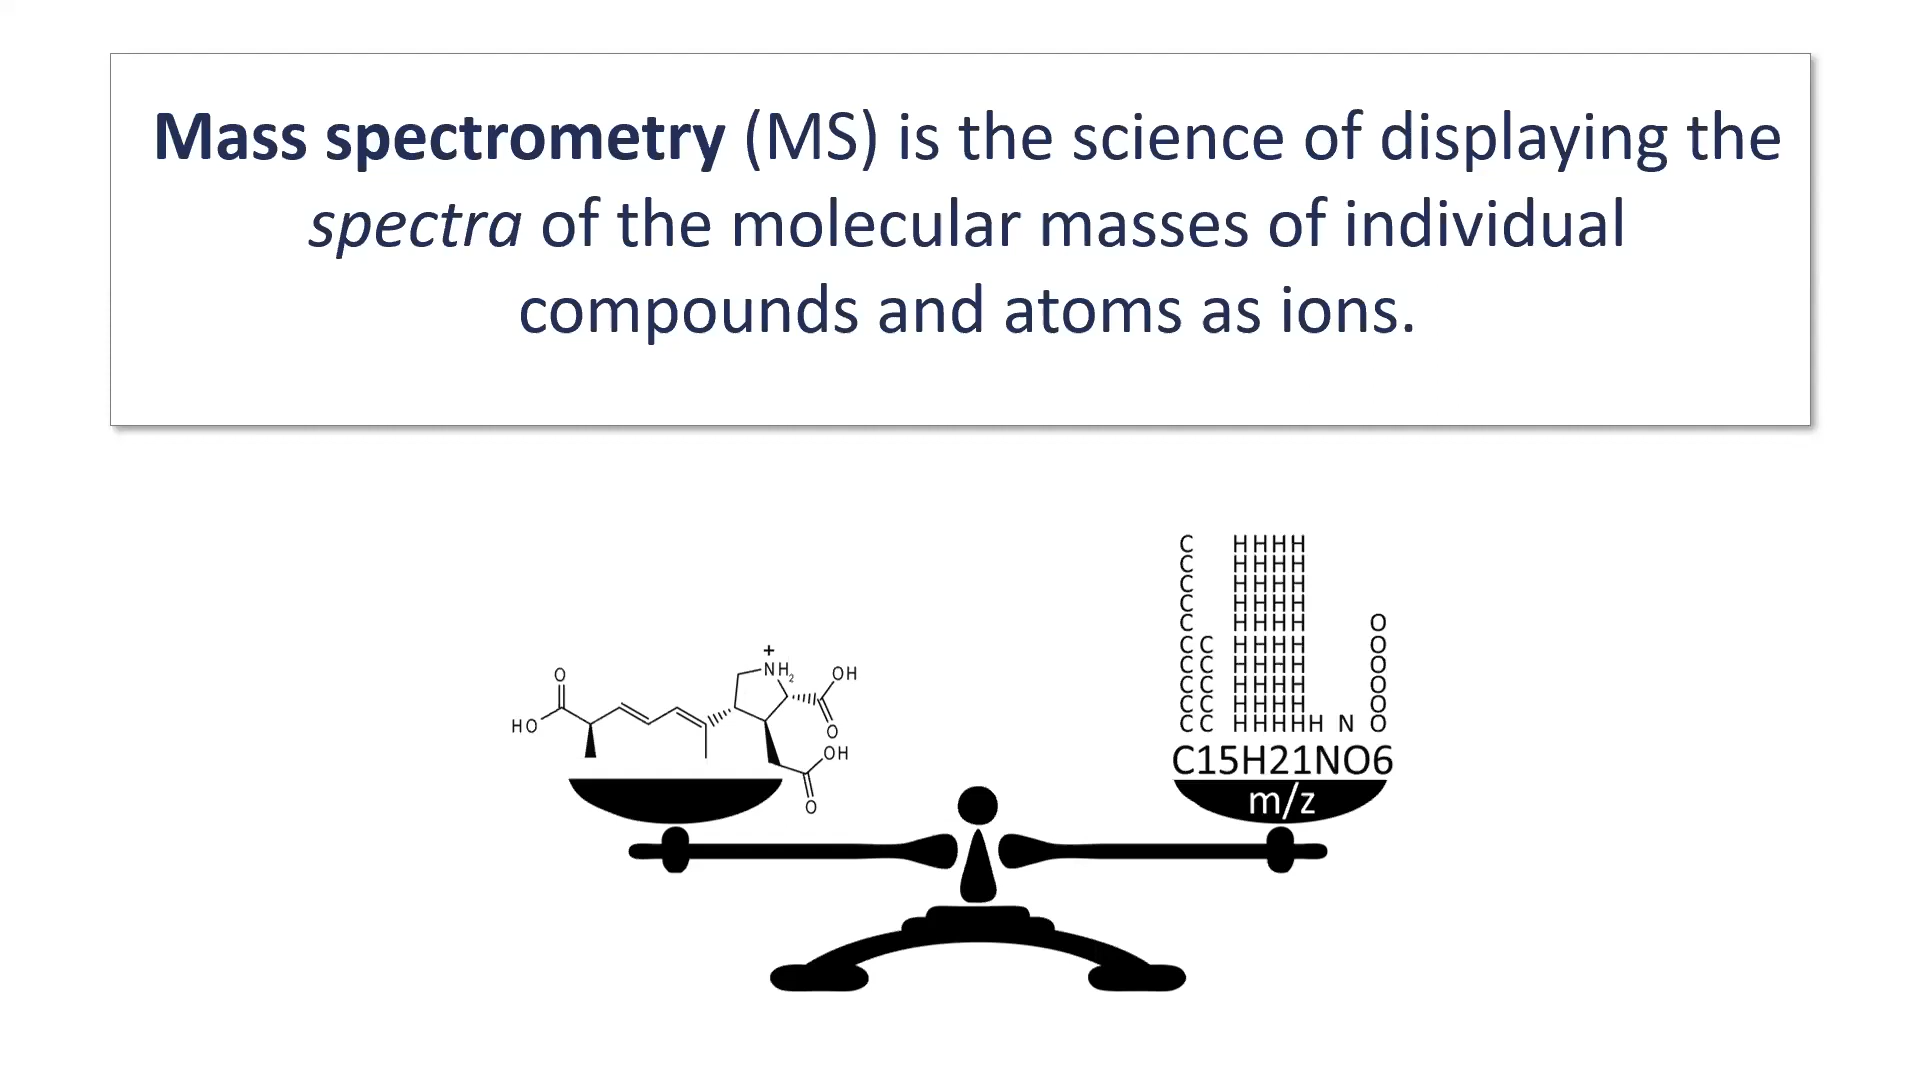 Mass spectrometry (MS) is the science of displaying the
spectra of the molecular masses of individual
compounds and atoms as ions.
C HHHH
C HHHH
C HHHH
C HHHH
C HHHH O
CC HHHH O
CC HHHH O
CC HHHH O
CC HHHH O
CC HHHHH N O
C15H21NO6
m/z
+
NH2
OH
O
O
HO
O
OH
O